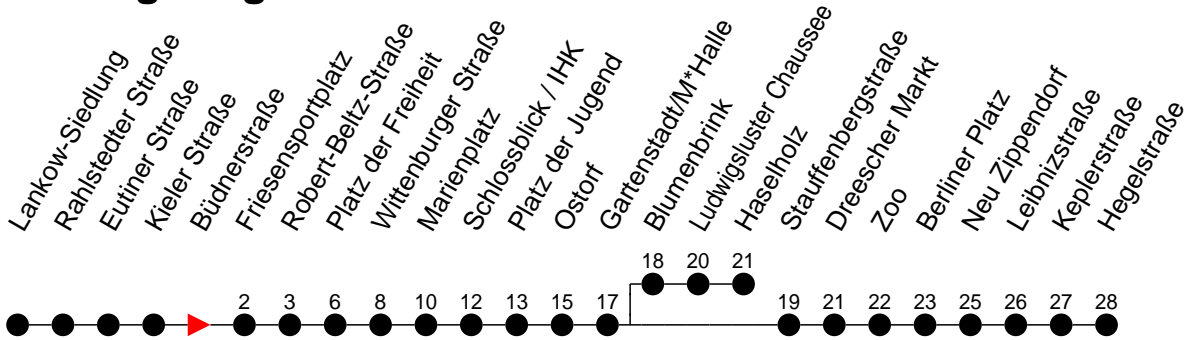 Lankow-Siedlung
Rahlstedter Straße
Eutiner Straße
Kieler Straße
Büdnerstraße
Friesensportplatz
Robert-Beltz-Straße
Platz der Freiheit
Wittenburger Straße
Marienplatz
Schlossblick / IHK
Platz der Jugend
Ostorf
Gartenstadt/M*Halle
Blumenbrink
Ludwigsluster Chaussee
Haselholz
Stauffenbergstraße
Dreescher Markt
Zoo
Berliner Platz
Neu Zippendorf
Leibnizstraße
Keplerstraße
Hegelstraße
18 20 21
2 3 6 8 10 12 13 15 17 19 21 22 23 25 26 27 28